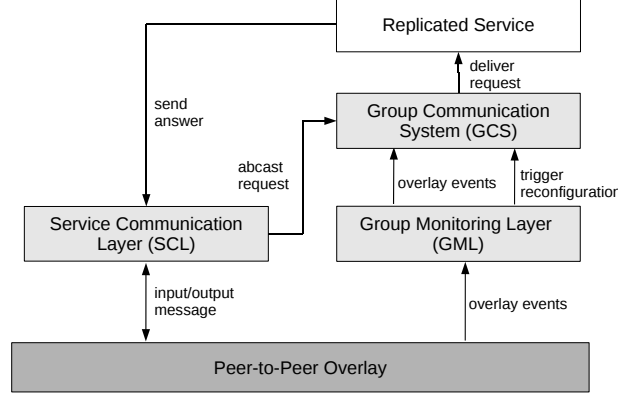 Replicated Service
deliver
request
send
answer
Group Communication
System (GCS)
abcast
request
overlay events
trigger
reconfiguration
Service Communication
Layer (SCL)
Group Monitoring Layer
(GML)
input/output
message
overlay events
Peer-to-Peer Overlay